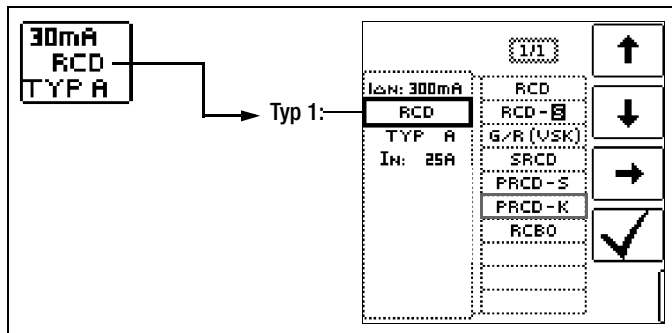 30mA
RCD
TYP A
Typ 1:
1/1
I△N: 300mA
RCD
TYP A
IN: 25A
RCD
RCD-S
G/R (VSK)
SRCD
PRCD-S
PRCD-K
RCBO